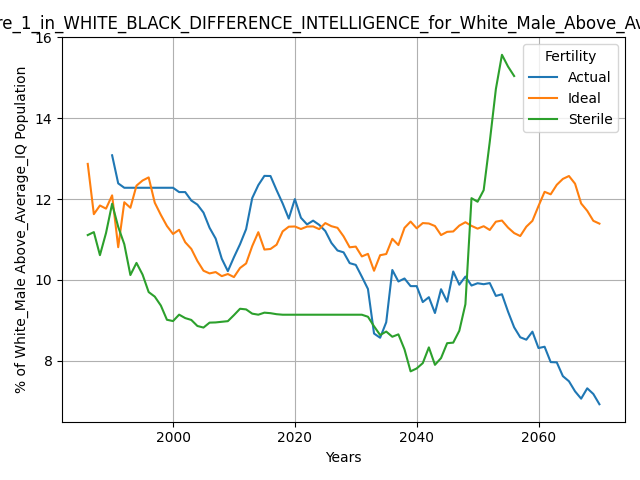 re_1_in_WHITE_BLACK_DIFFERENCE_INTELLIGENCE_for_White_Male_Above_Av
% of White_Male Above_Average_IQ Population
16
14
12
10
8
Fertility
Actual
Ideal
Sterile
2000 2020 2040 2060
Years